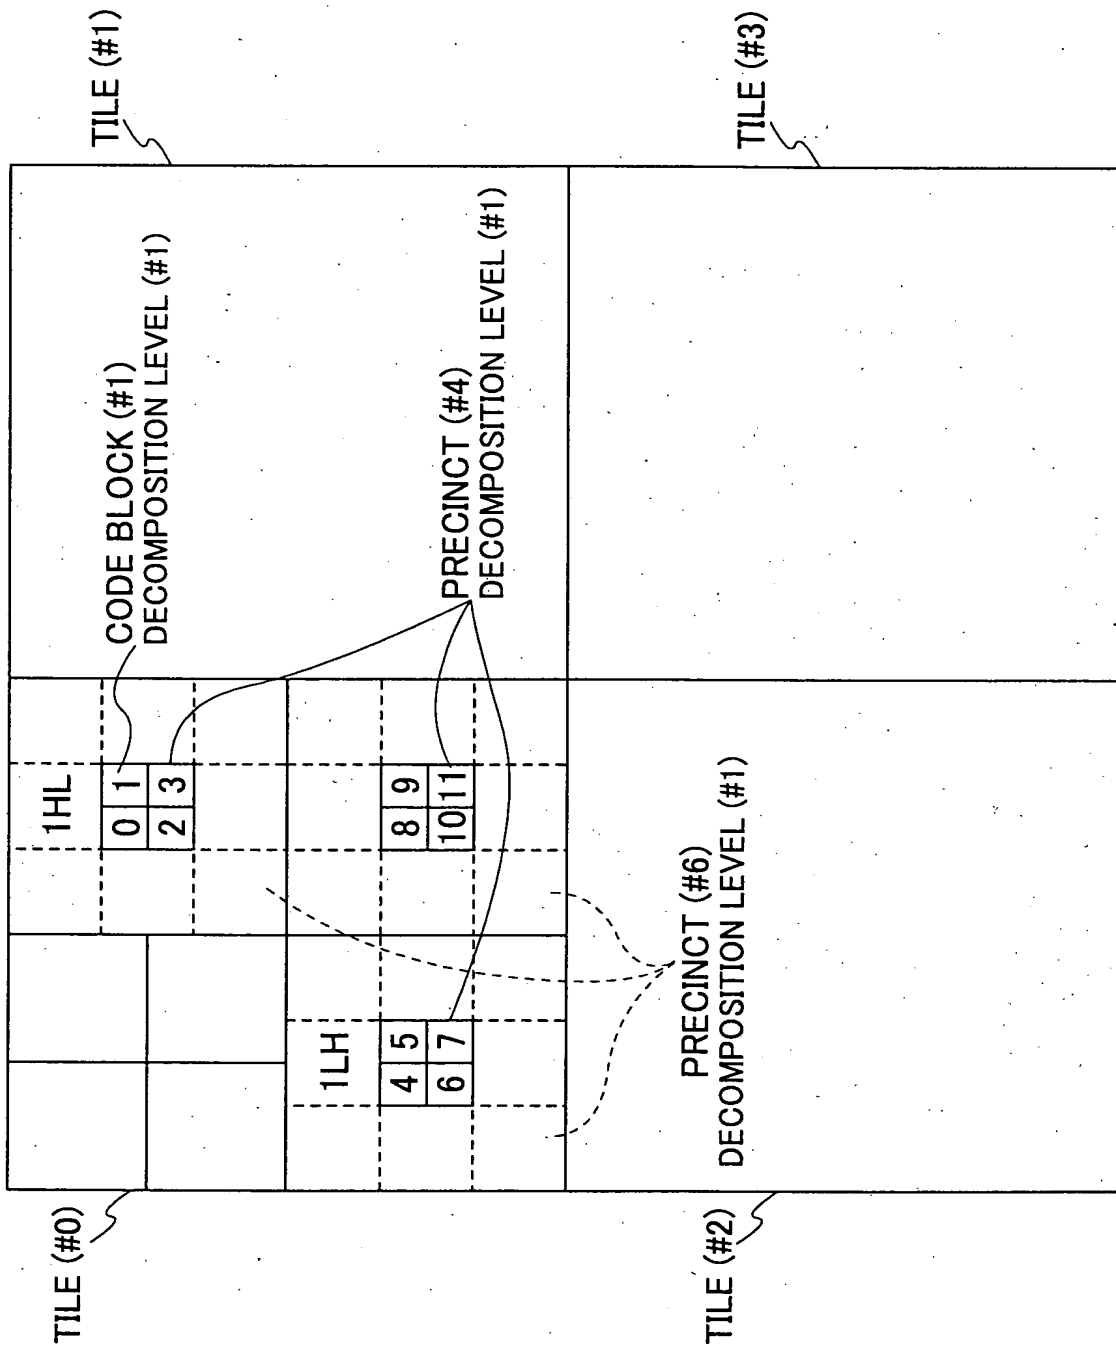 TILE (#0)
TILE (#1)
1HL
0 1
2 3
CODE BLOCK (#1)
DECOMPOSITION LEVEL (#1)
1LH
4 5
6 7
8 9
10 11
PRECINCT (#4)
DECOMPOSITION LEVEL (#1)
PRECINCT (#6)
DECOMPOSITION LEVEL (#1)
TILE (#2)
TILE (#3)